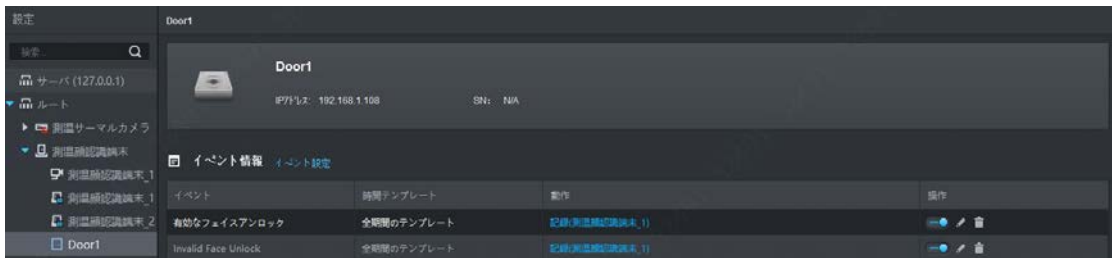 設定
Door1
検索...
サーバ (127.0.0.1)
Door1
IPアドレス: 192.168.1.108 SN: N/A
ルート
測温サーマルカメラ
測温顔認識端末
イベント情報 イベント設定
測温顔認識端末_1
イベント 時間テンプレート 動作 操作
測温顔認識端末_1
測温顔認識端末_2
有効なフェイスアンロック 全期間のテンプレート 記録(測温顔認識端末_1)
Door1
Invalid Face Unlock 全期間のテンプレート 記録(測温顔認識端末_1)